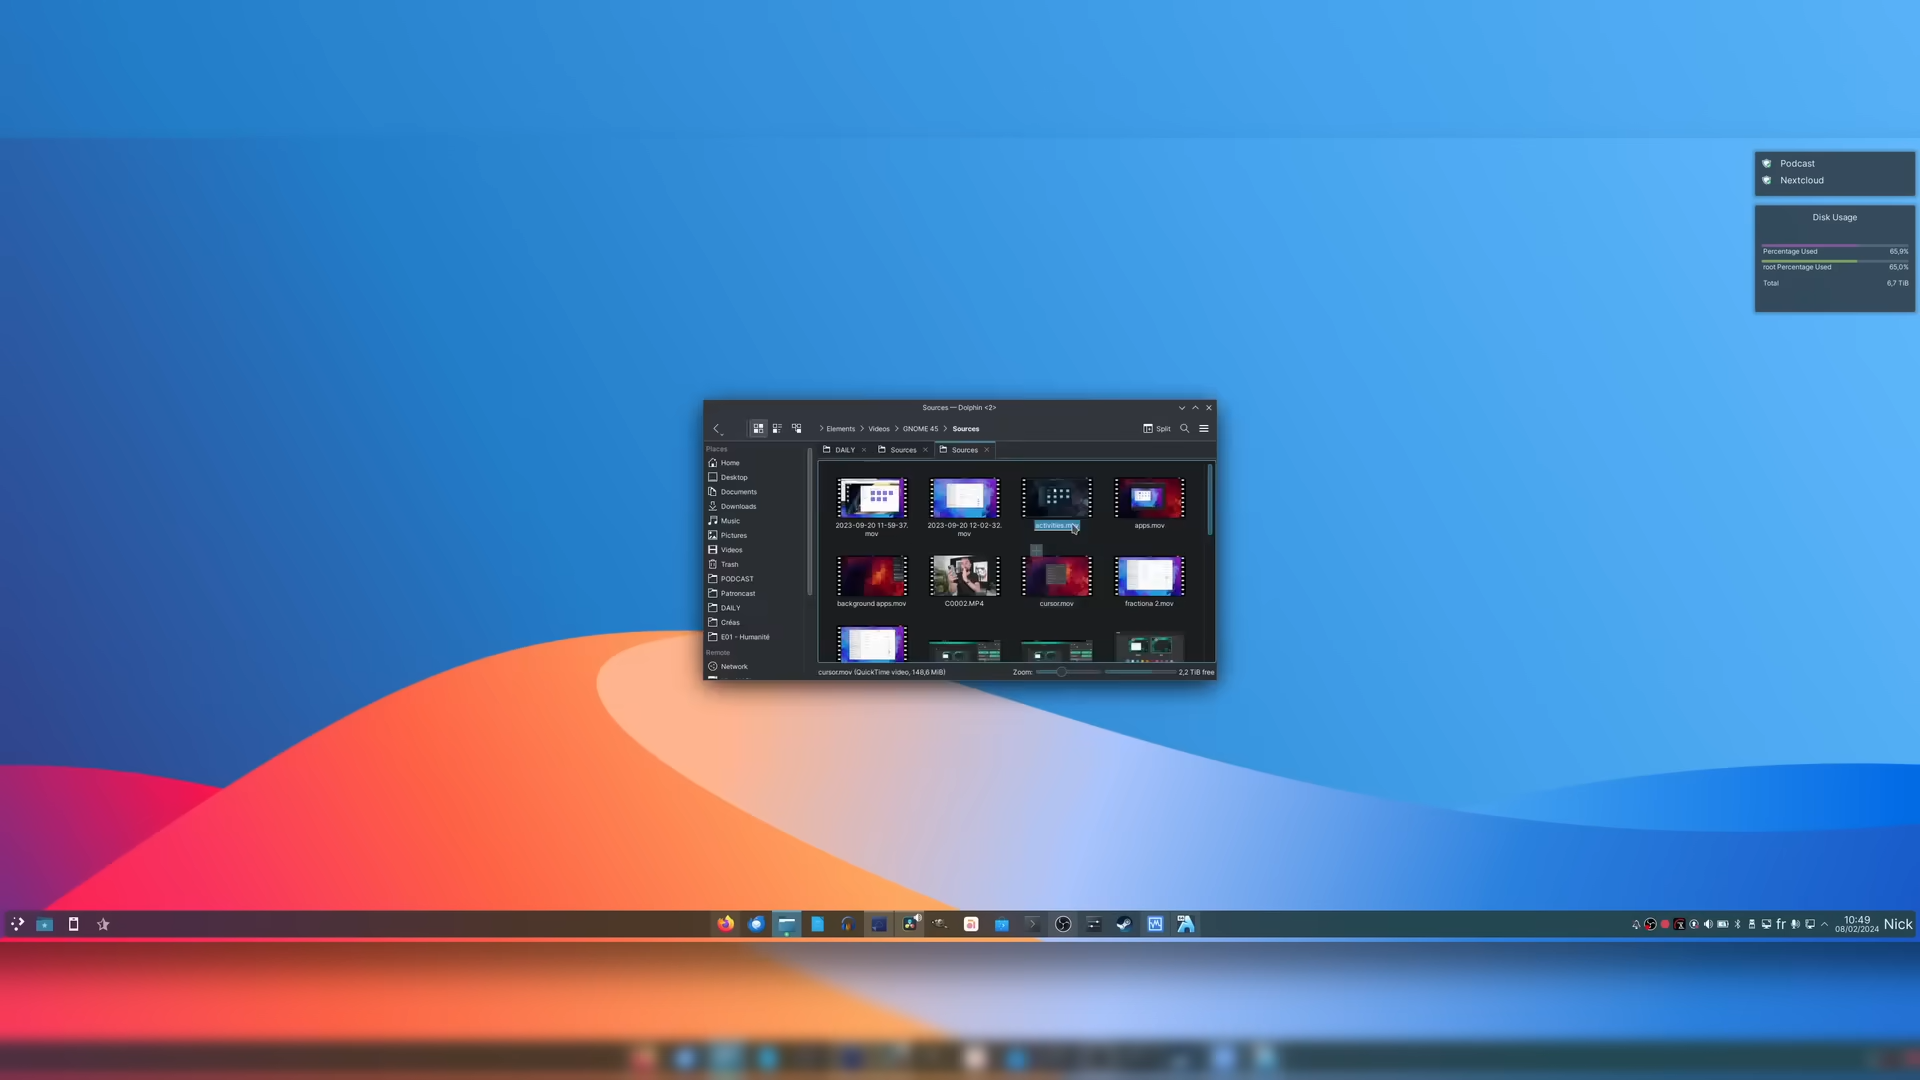 Podcast
Nextcloud
Disk Usage
Percentage Used 65,9%
root Percentage Used 65,0%
Total 6,7 TiB
Sources — Dolphin <2>
Elements > Videos > GNOME 45 > Sources
Split
DAILY
Sources
Sources
Places
Home
Desktop
Documents
Downloads
Music
Pictures
Videos
Trash
PODCAST
Patroncast
DAILY
Créas
E01 - Humanité
Remote
Network
2023-09-20 11-59-37.
mov
2023-09-20 12-02-32.
mov
activities.mov
apps.mov
background apps.mov
C0002.MP4
cursor.mov
fractiona 2.mov
cursor.mov (QuickTime video, 148,6 MiB)
Zoom:
2,2 TiB free
fr
10:49
08/02/2024
Nick